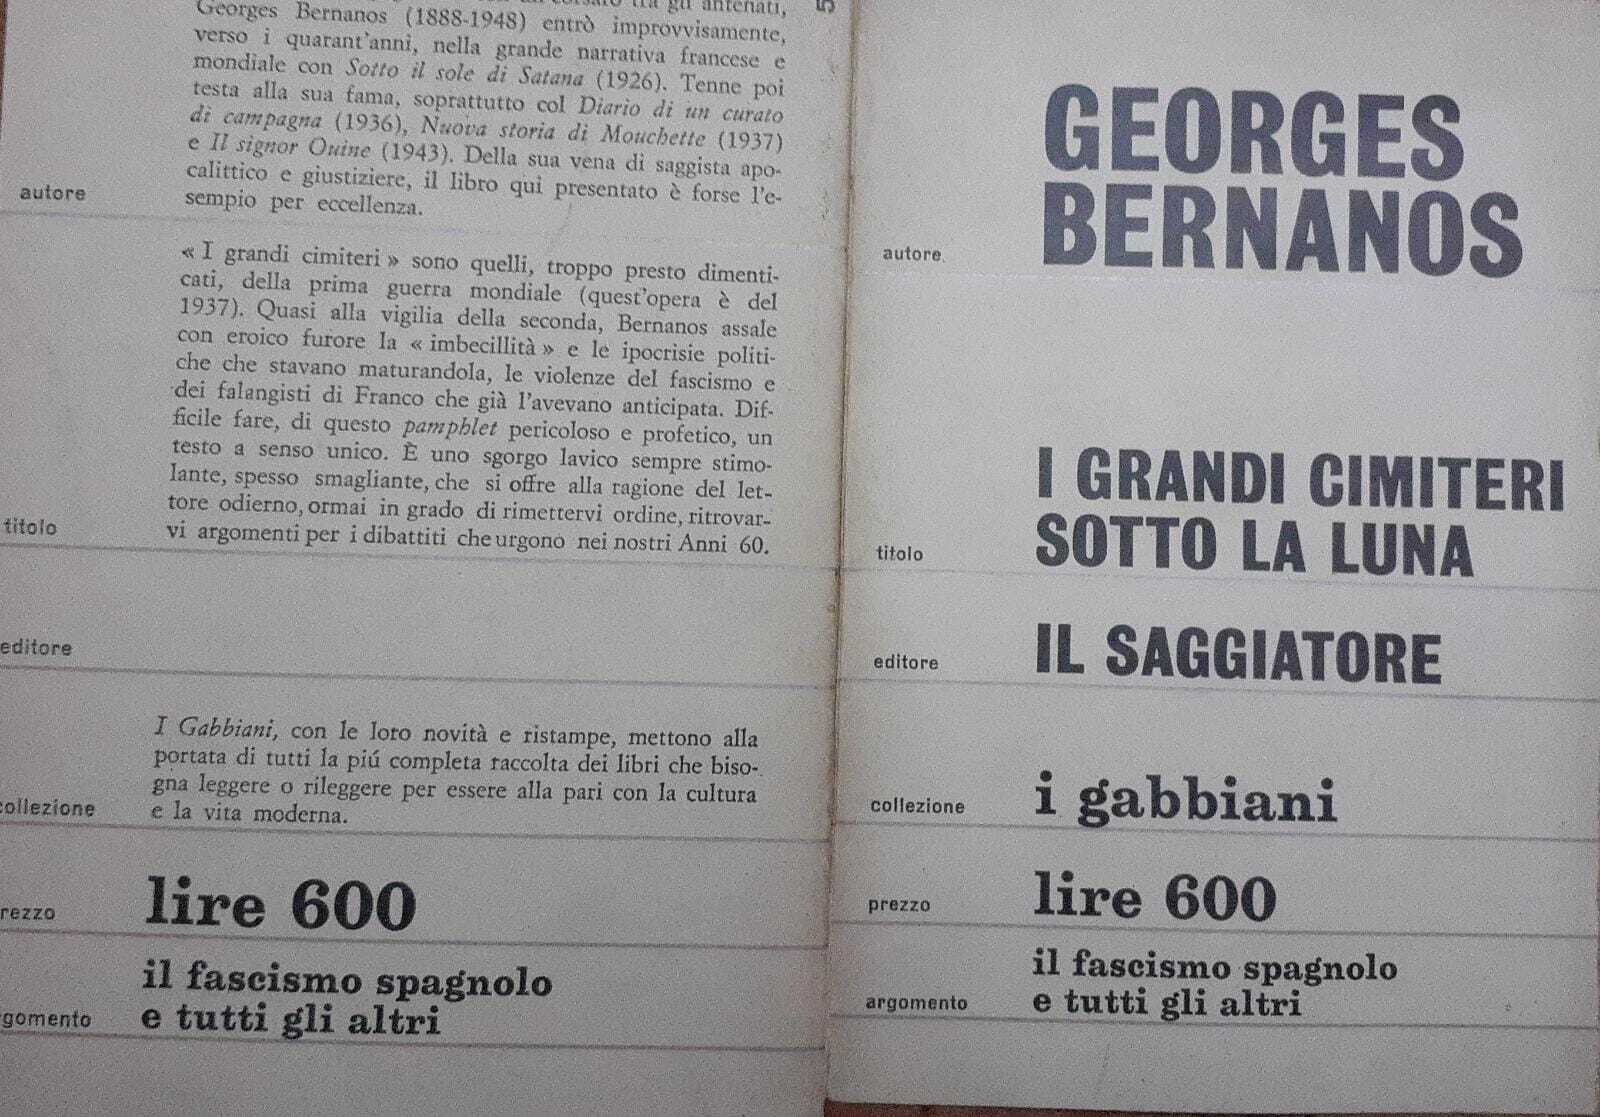 tra gli antenati,
Georges Bernanos (1888-1948) entrò improvvisamente,
verso i quarant'anni, nella grande narrativa francese e
mondiale con Sotto il sole di Satana (1926). Tenne poi
testa alla sua fama, soprattutto col Diario di un curato
di campagna (1936), Nuova storia di Mouchette (1937)
e Il signor Ouine (1943). Della sua vena di saggista apo-
calittico e giustiziere, il libro qui presentato è forse l'e-
sempio per eccellenza.
autore
« I grandi cimiteri » sono quelli, troppo presto dimenti-
cati, della prima guerra mondiale (quest'opera è del
1937). Quasi alla vigilia della seconda, Bernanos assale
con eroico furore la « imbecillità » e le ipocrisie politi-
che che stavano maturandola, le violenze del fascismo e
dei falangisti di Franco che già l'avevano anticipata. Dif-
ficile fare, di questo pamphlet pericoloso e profetico, un
testo a senso unico. È uno sgorgo lavico sempre stimo-
lante, spesso smagliante, che si offre alla ragione del let-
tore odierno, ormai in grado di rimettervi ordine, ritrovar-
vi argomenti per i dibattiti che urgono nei nostri Anni 60.
titolo
editore
I Gabbiani, con le loro novità e ristampe, mettono alla
portata di tutti la piú completa raccolta dei libri che biso-
gna leggere o rileggere per essere alla pari con la cultura
e la vita moderna.
collezione
rezzo
lire 600
il fascismo spagnolo
e tutti gli altri
gomento
GEORGES
BERNANOS
autore
I GRANDI CIMITERI
SOTTO LA LUNA
titolo
editore
IL SAGGIATORE
collezione
i gabbiani
prezzo
lire 600
il fascismo spagnolo
e tutti gli altri
argomento